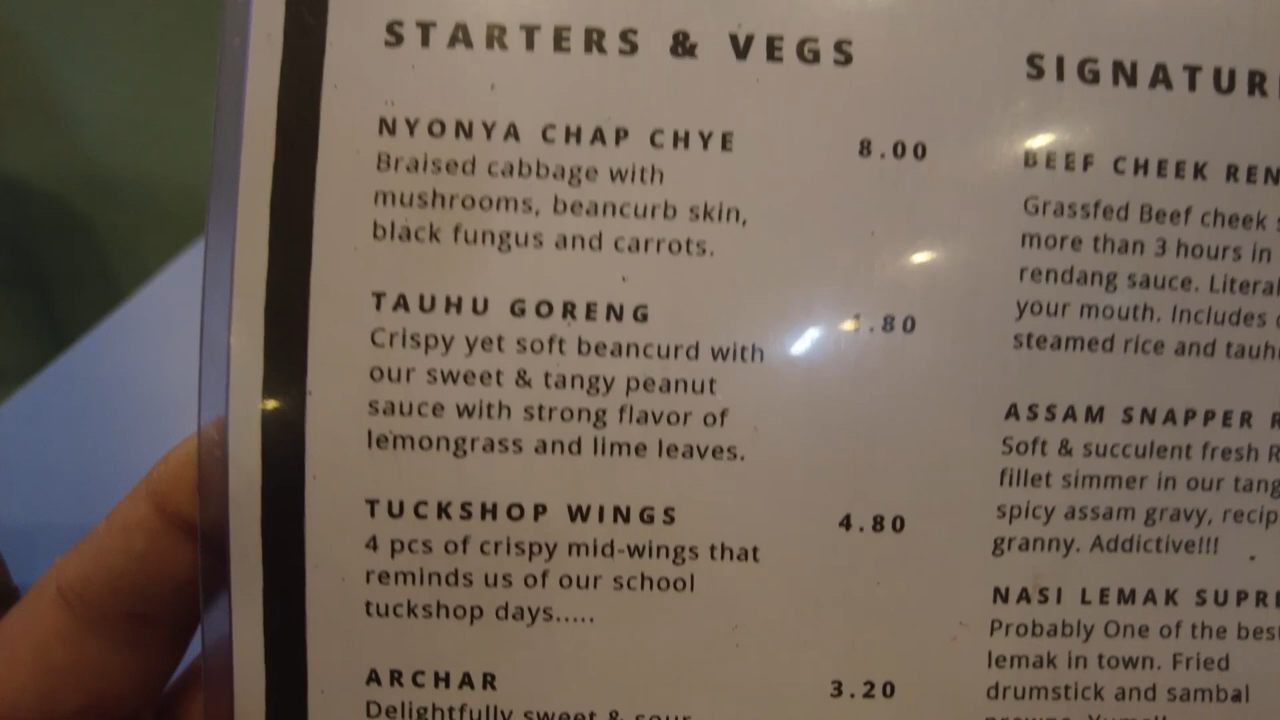 STARTERS & VEGS
NYONYA CHAP CHYE 8.00
Braised cabbage with
mushrooms, beancurb skin,
black fungus and carrots.
TAUHU GORENG .80
Crispy yet soft beancurd with
our sweet & tangy peanut
sauce with strong flavor of
lemongrass and lime leaves.
TUCKSHOP WINGS 4.80
4 pcs of crispy mid-wings that
reminds us of our school
tuckshop days.....
ARCHAR 3.20
Delightfully sweet & sour
SIGNATUR
BEEF CHEEK REN
Grassfed Beef cheek
more than 3 hours in
rendang sauce. Literal
your mouth. Includes
steamed rice and tauh
ASSAM SNAPPER R
Soft & succulent fresh R
fillet simmer in our tang
spicy assam gravy, recip
granny. Addictive!!!
NASI LEMAK SUPR
Probably One of the bes
lemak in town. Fried
drumstick and sambal